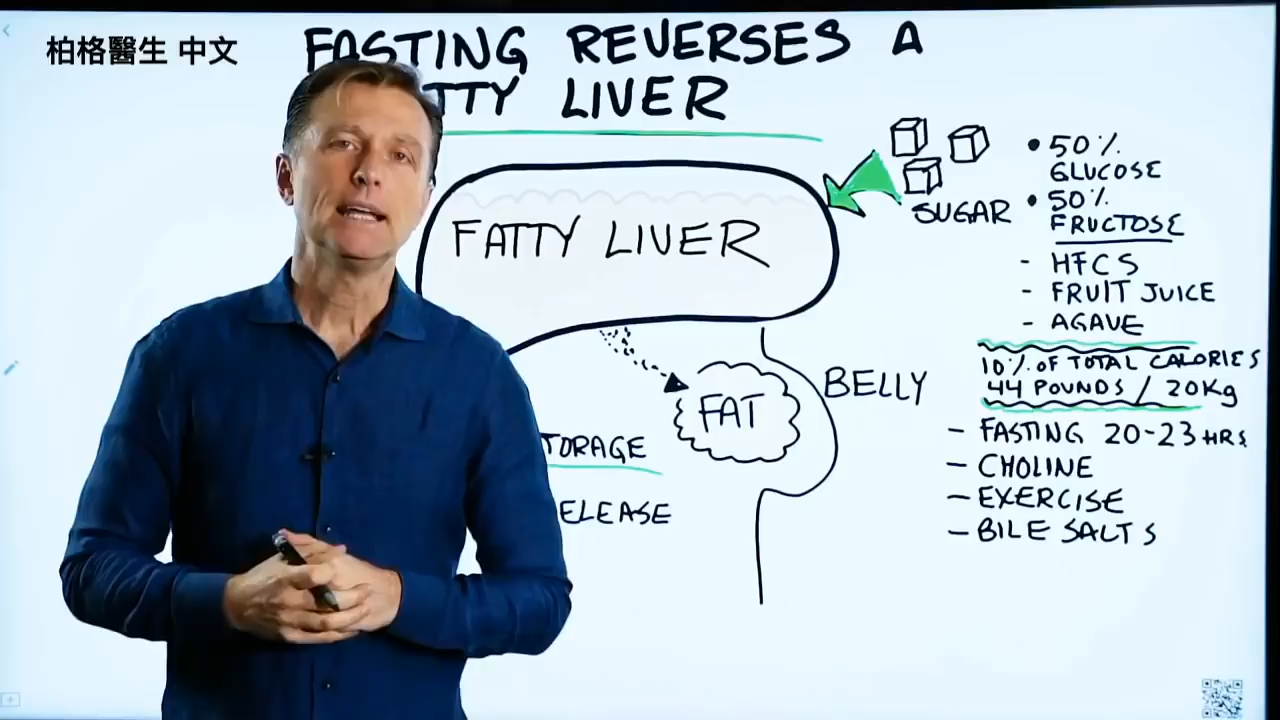 柏格醫生 中文
FASTING REVERSES A
TTY LIVER
FATTY LIVER
SUGAR
• 50%
GLUCOSE
• 50%
FRUCTOSE
- HFCS
- FRUIT JUICE
- AGAVE
10% OF TOTAL CALORIES
44 POUNDS / 20Kg
BELLY
FAT
TORAGE
ELEASE
- FASTING 20-23 HRS
- CHOLINE
- EXERCISE
- BILE SALTS